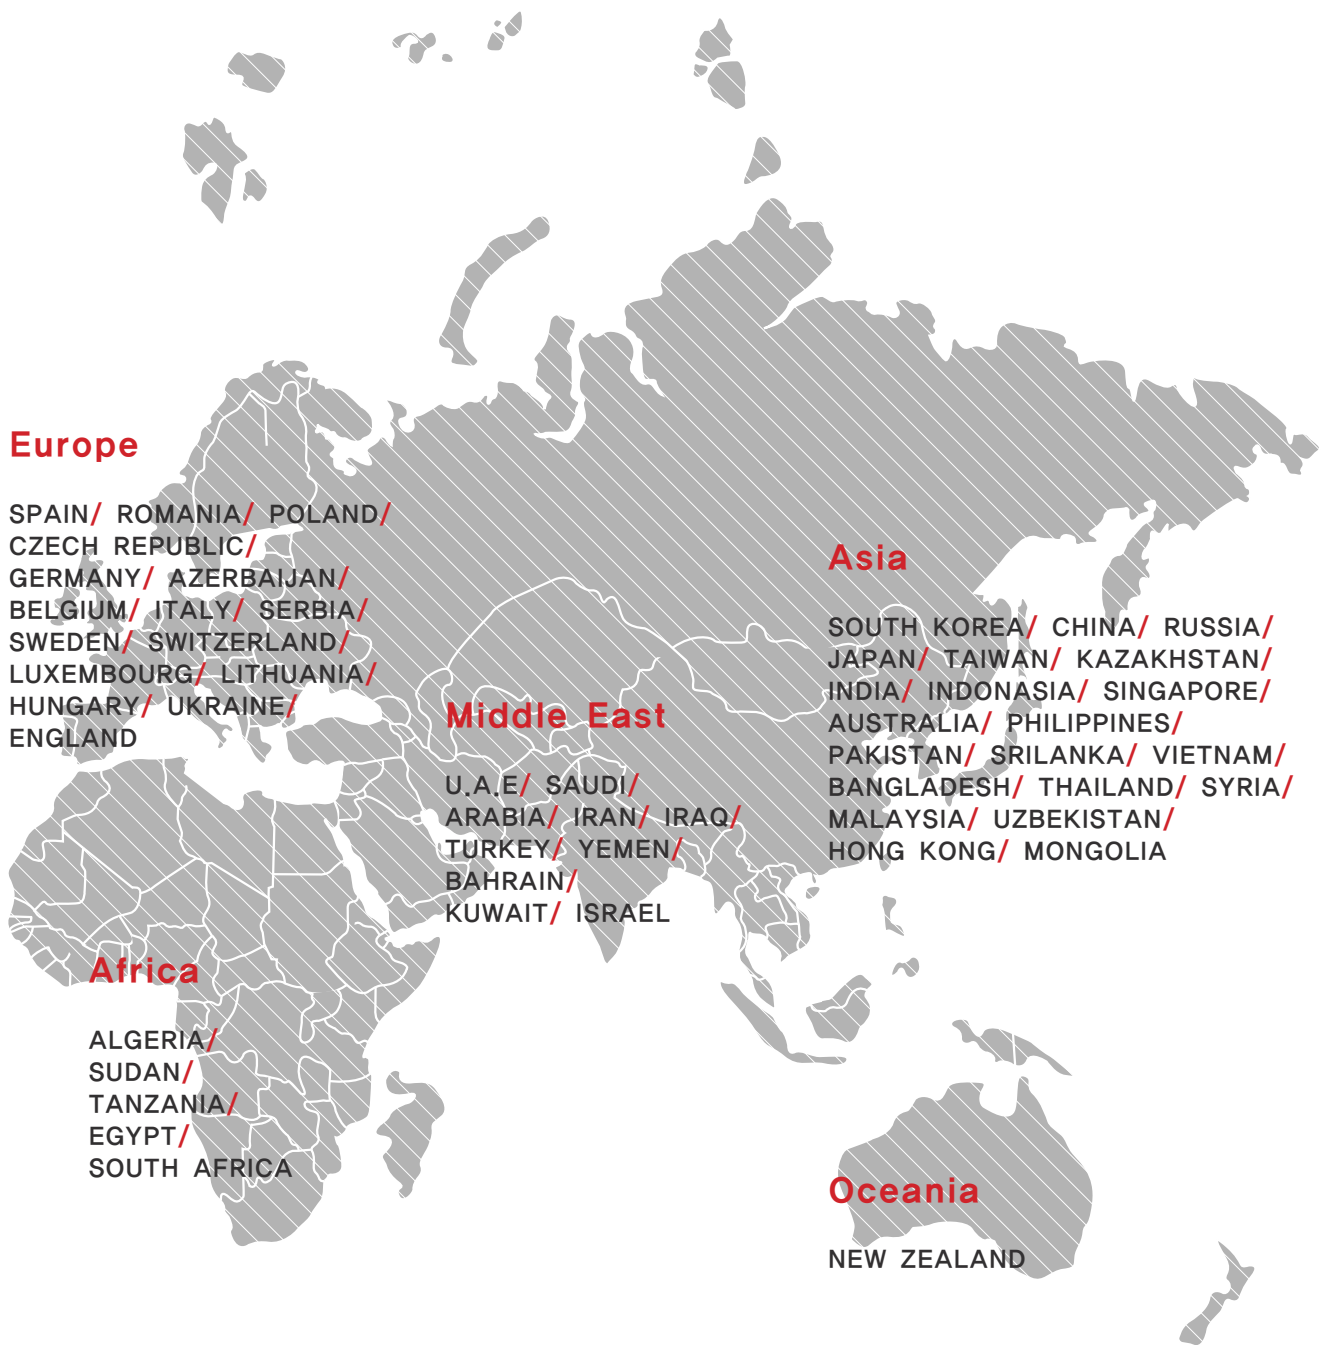 Europe
SPAIN/ ROMANIA/ POLAND/
CZECH REPUBLIC/
GERMANY/ AZERBAIJAN/
BELGIUM/ ITALY/ SERBIA/
SWEDEN/ SWITZERLAND/
LUXEMBOURG/ LITHUANIA/
HUNGARY/ UKRAINE/
ENGLAND
Middle East
U.A.E/ SAUDI/
ARABIA/ IRAN/ IRAQ/
TURKEY/ YEMEN/
BAHRAIN/
KUWAIT/ ISRAEL
Asia
SOUTH KOREA/ CHINA/ RUSSIA/
JAPAN/ TAIWAN/ KAZAKHSTAN/
INDIA/ INDONASIA/ SINGAPORE/
AUSTRALIA/ PHILIPPINES/
PAKISTAN/ SRILANKA/ VIETNAM/
BANGLADESH/ THAILAND/ SYRIA/
MALAYSIA/ UZBEKISTAN/
HONG KONG/ MONGOLIA
Africa
ALGERIA/
SUDAN/
TANZANIA/
EGYPT/
SOUTH AFRICA
Oceania
NEW ZEALAND